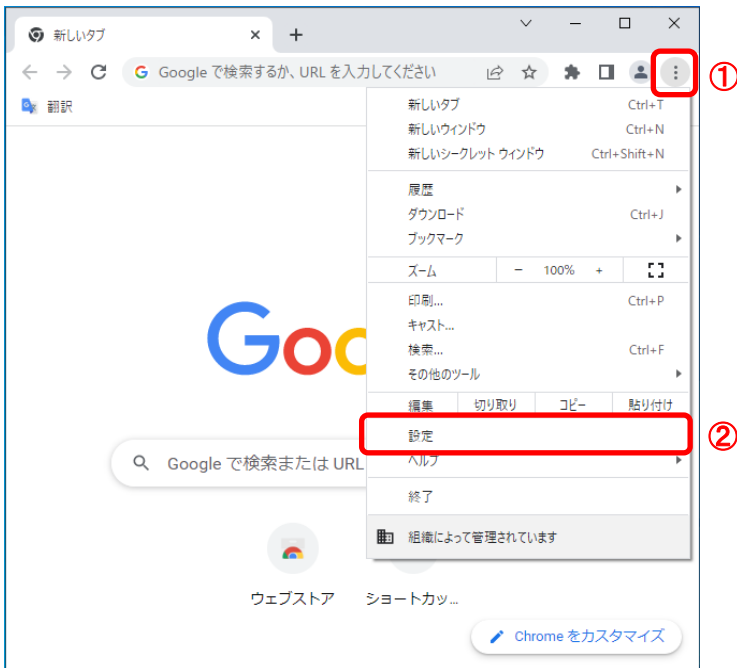 新しいタブ
Google で検索するか、URL を入力してください
①
翻訳
新しいタブ Ctrl+T
新しいウィンドウ Ctrl+N
新しいシークレット ウィンドウ Ctrl+Shift+N
履歴
ダウンロード Ctrl+J
ブックマーク
ズーム - 100% +
印刷... Ctrl+P
キャスト...
検索... Ctrl+F
その他のツール
編集 切り取り コピー 貼り付け
設定
②
ヘルプ
終了
組織によって管理されています
Goo
Google で検索または URL
ウェブストア
ショートカッ...
Chrome をカスタマイズ